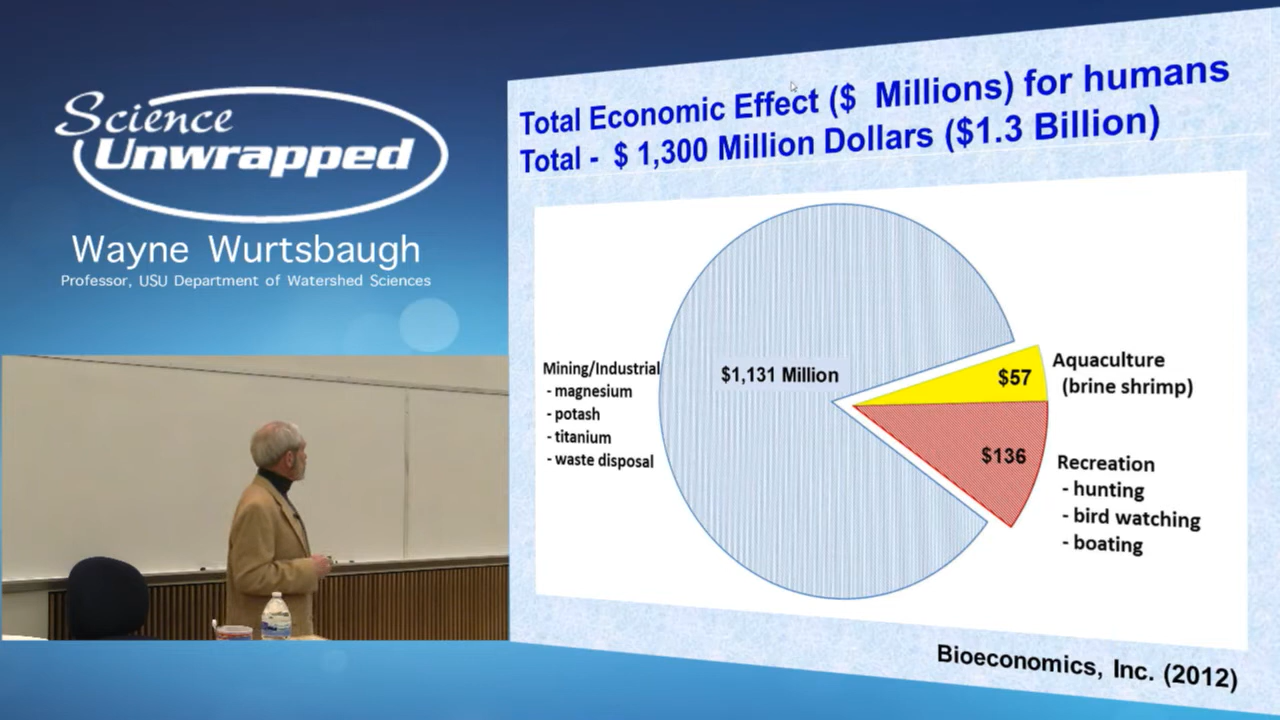 Science
Unwrapped
Wayne Wurtsbaugh
Professor, USU Department of Watershed Sciences
Total Economic Effect ($ Millions) for humans
Total - $ 1,300 Million Dollars ($1.3 Billion)
Mining/Industrial
- magnesium
- potash
- titanium
- waste disposal
$1,131 Million
$57
Aquaculture
(brine shrimp)
$136
Recreation
- hunting
- bird watching
- boating
Bioeconomics, Inc. (2012)